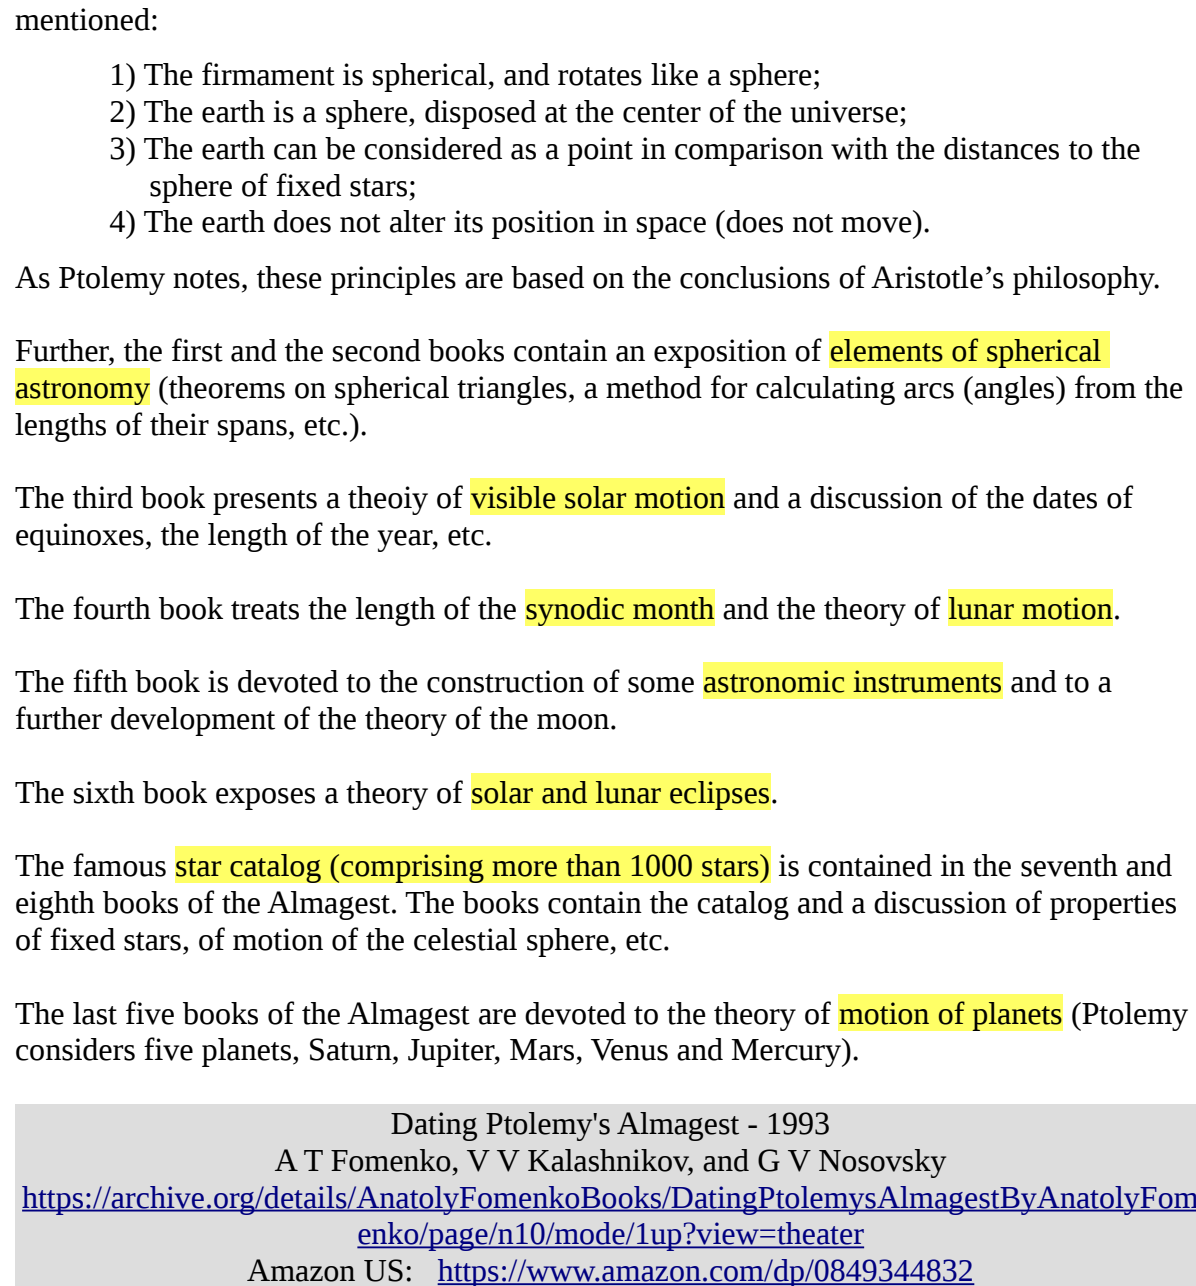 mentioned:
1) The firmament is spherical, and rotates like a sphere;
2) The earth is a sphere, disposed at the center of the universe;
3) The earth can be considered as a point in comparison with the distances to the
sphere of fixed stars;
4) The earth does not alter its position in space (does not move).
As Ptolemy notes, these principles are based on the conclusions of Aristotle’s philosophy.
Further, the first and the second books contain an exposition of elements of spherical
astronomy (theorems on spherical triangles, a method for calculating arcs (angles) from the
lengths of their spans, etc.).
The third book presents a theoiy of visible solar motion and a discussion of the dates of
equinoxes, the length of the year, etc.
The fourth book treats the length of the synodic month and the theory of lunar motion.
The fifth book is devoted to the construction of some astronomic instruments and to a
further development of the theory of the moon.
The sixth book exposes a theory of solar and lunar eclipses.
The famous star catalog (comprising more than 1000 stars) is contained in the seventh and
eighth books of the Almagest. The books contain the catalog and a discussion of properties
of fixed stars, of motion of the celestial sphere, etc.
The last five books of the Almagest are devoted to the theory of motion of planets (Ptolemy
considers five planets, Saturn, Jupiter, Mars, Venus and Mercury).
Dating Ptolemy's Almagest - 1993
A T Fomenko, V V Kalashnikov, and G V Nosovsky
https://archive.org/details/AnatolyFomenkoBooks/DatingPtolemysAlmagestByAnatolyFom
enko/page/n10/mode/1up?view=theater
Amazon US: https://www.amazon.com/dp/0849344832